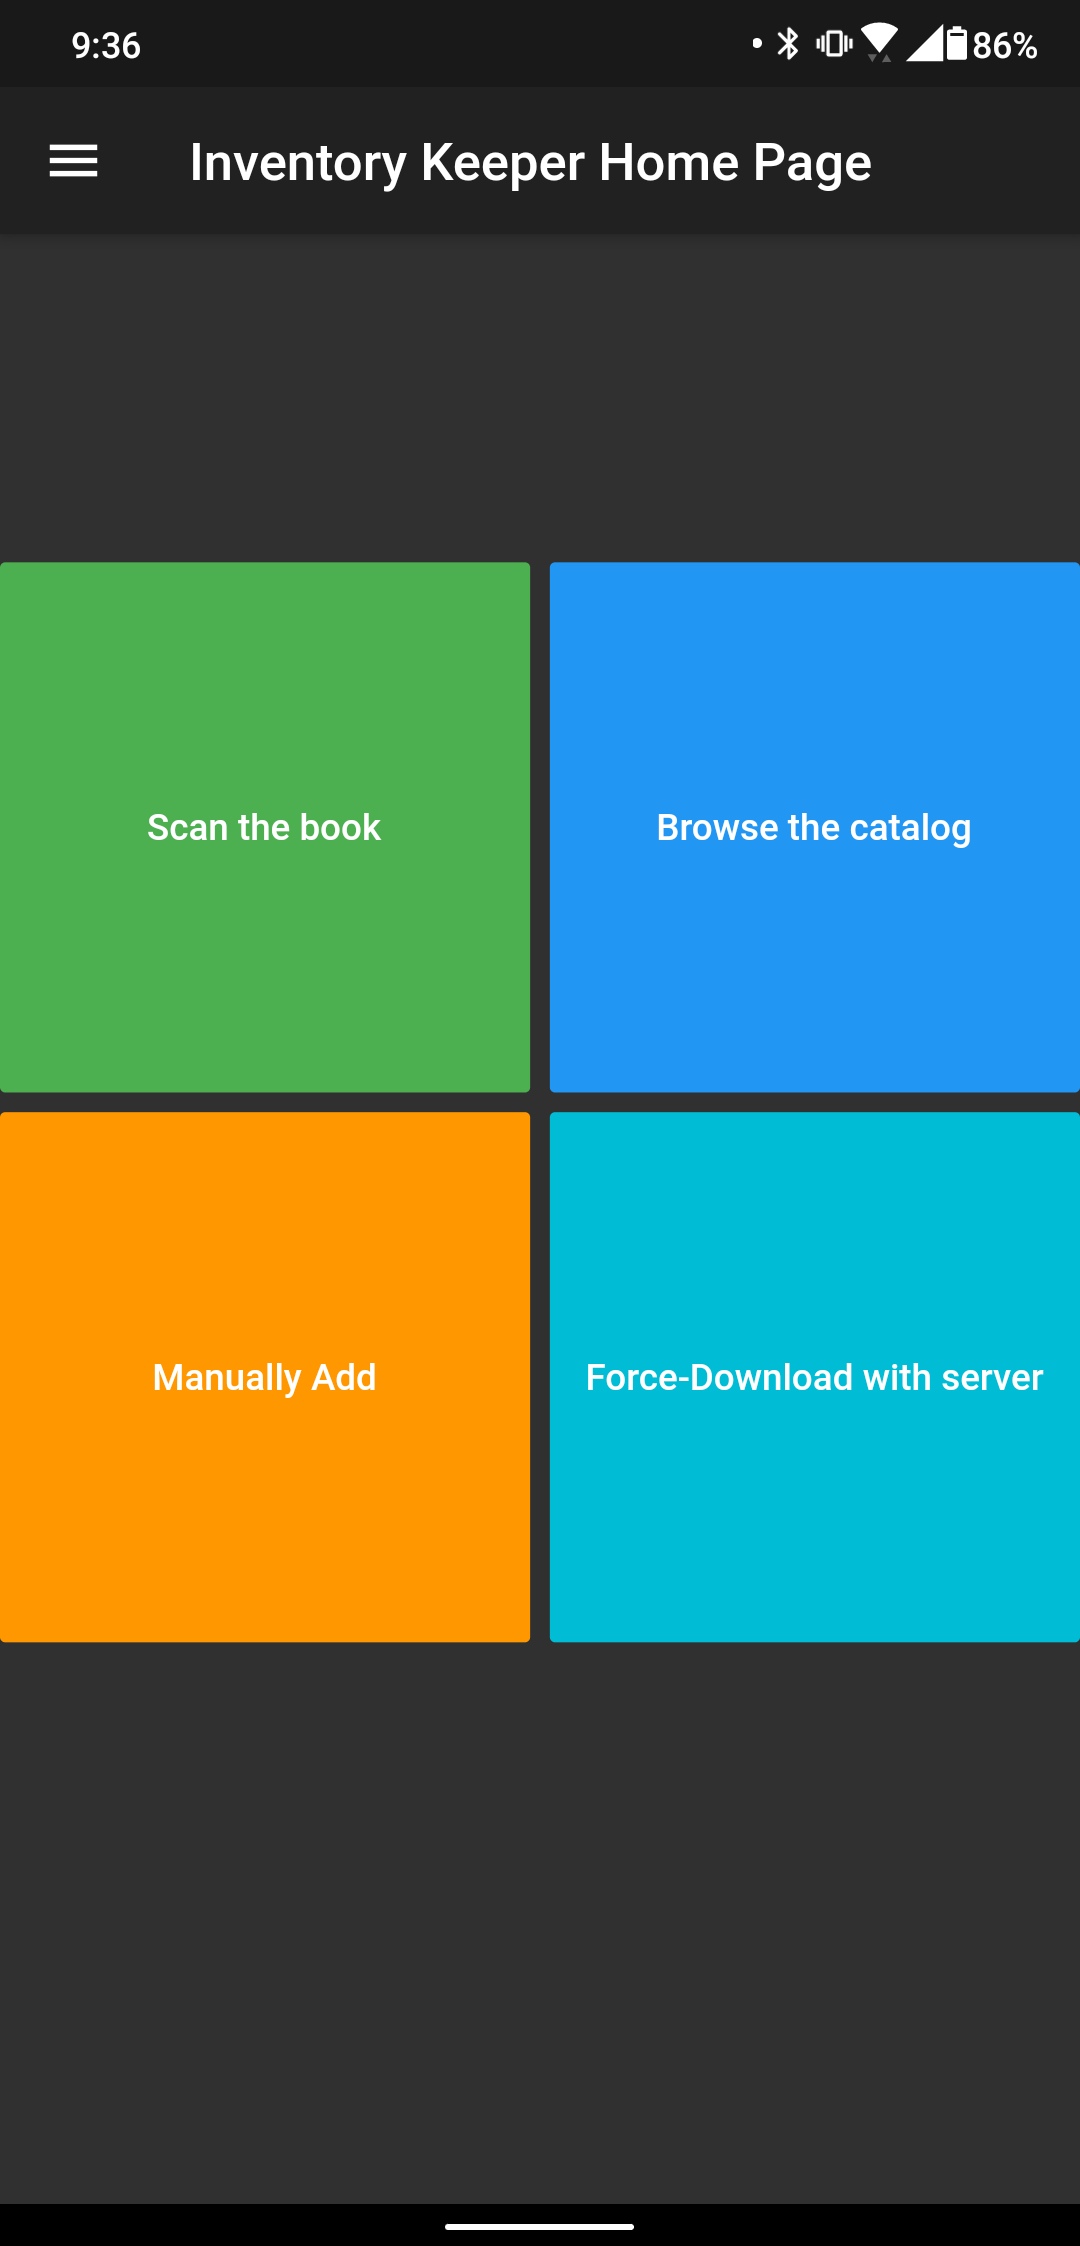 9:36
86%
Inventory Keeper Home Page
Scan the book
Browse the catalog
Manually Add
Force-Download with server